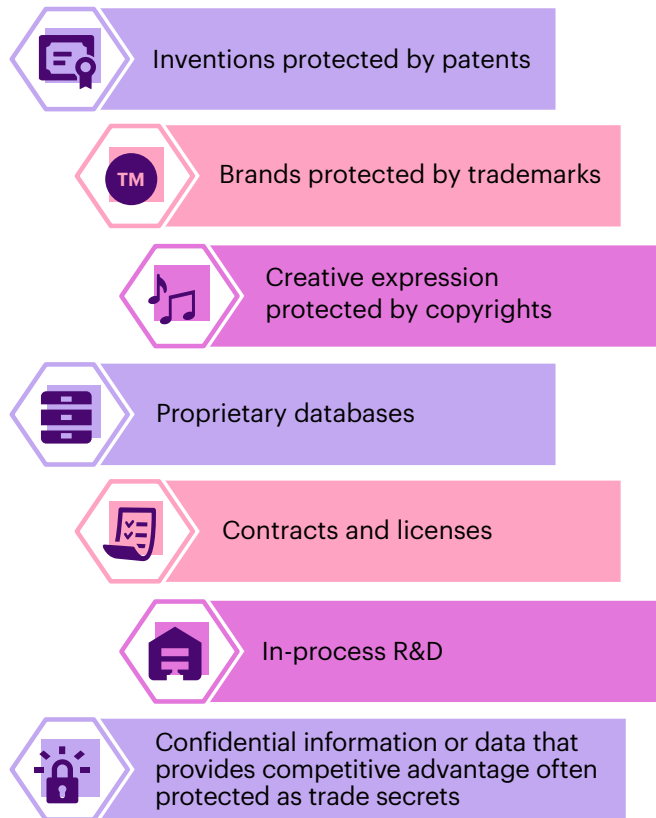 Inventions protected by patents
TM
Brands protected by trademarks
Creative expression
protected by copyrights
Proprietary databases
Contracts and licenses
In-process R&D
Confidential information or data that
provides competitive advantage often
protected as trade secrets